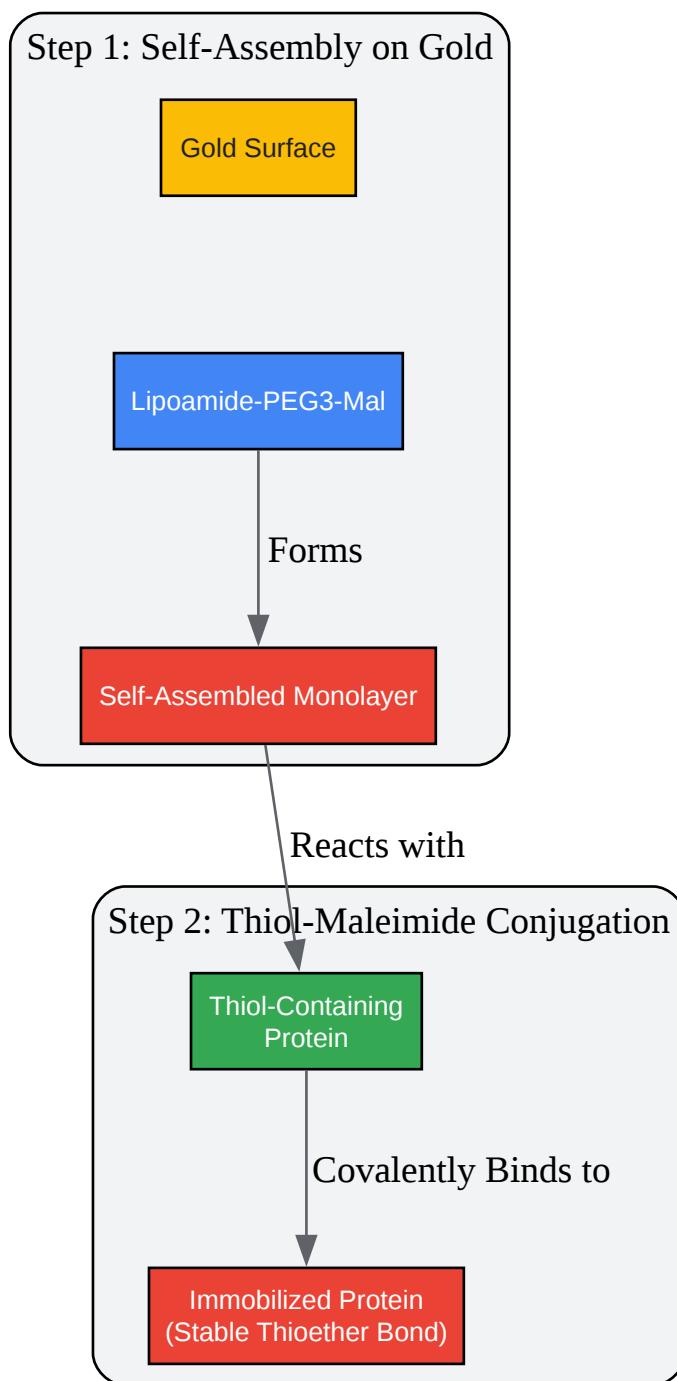 Step 1: Self-Assembly on Gold
Gold Surface
Lipoamide-PEG3-Mal
Forms
Self-Assembled Monolayer
Reacts with
Step 2: Thiol-Maleimide Conjugation
Thiol-Containing
Protein
Covalently Binds to
Immobilized Protein
(Stable Thioether Bond)